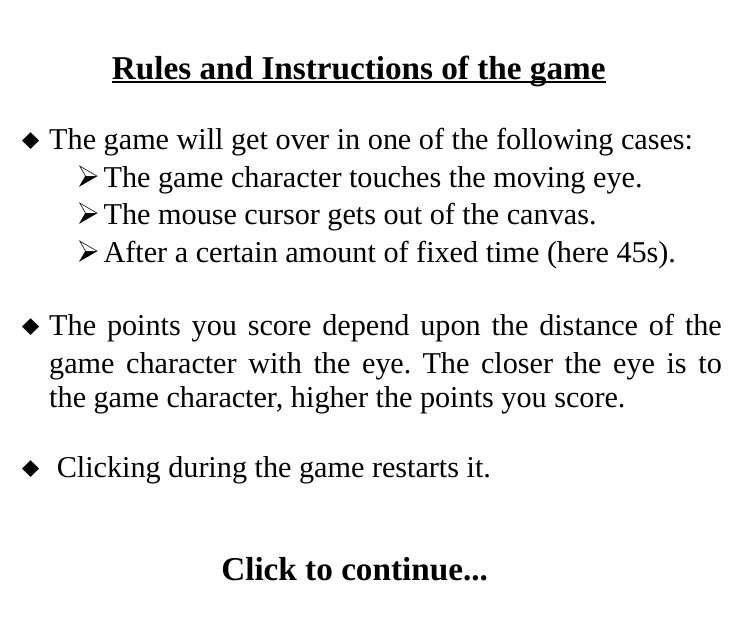 Rules and Instructions of the game
◆ The game will get over in one of the following cases:
➢ The game character touches the moving eye.
➢ The mouse cursor gets out of the canvas.
➢ After a certain amount of fixed time (here 45s).
◆ The points you score depend upon the distance of the
game character with the eye. The closer the eye is to
the game character, higher the points you score.
◆ Clicking during the game restarts it.
Click to continue...